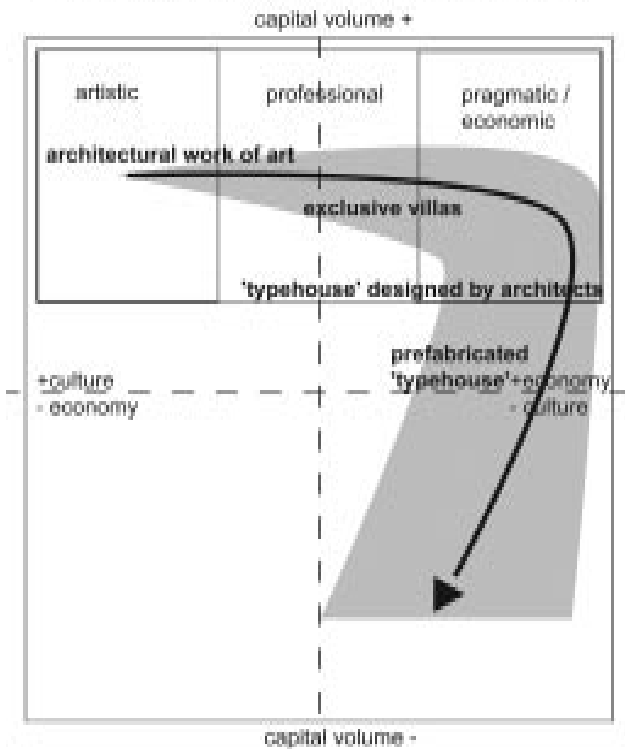 capital volume +
artistic
professional
pragmatic /
economic
architectural work of art
exclusive villas
'typehouse' designed by architects
prefabricated
'typehouse'
+culture
- economy
+economy
- culture
capital volume -